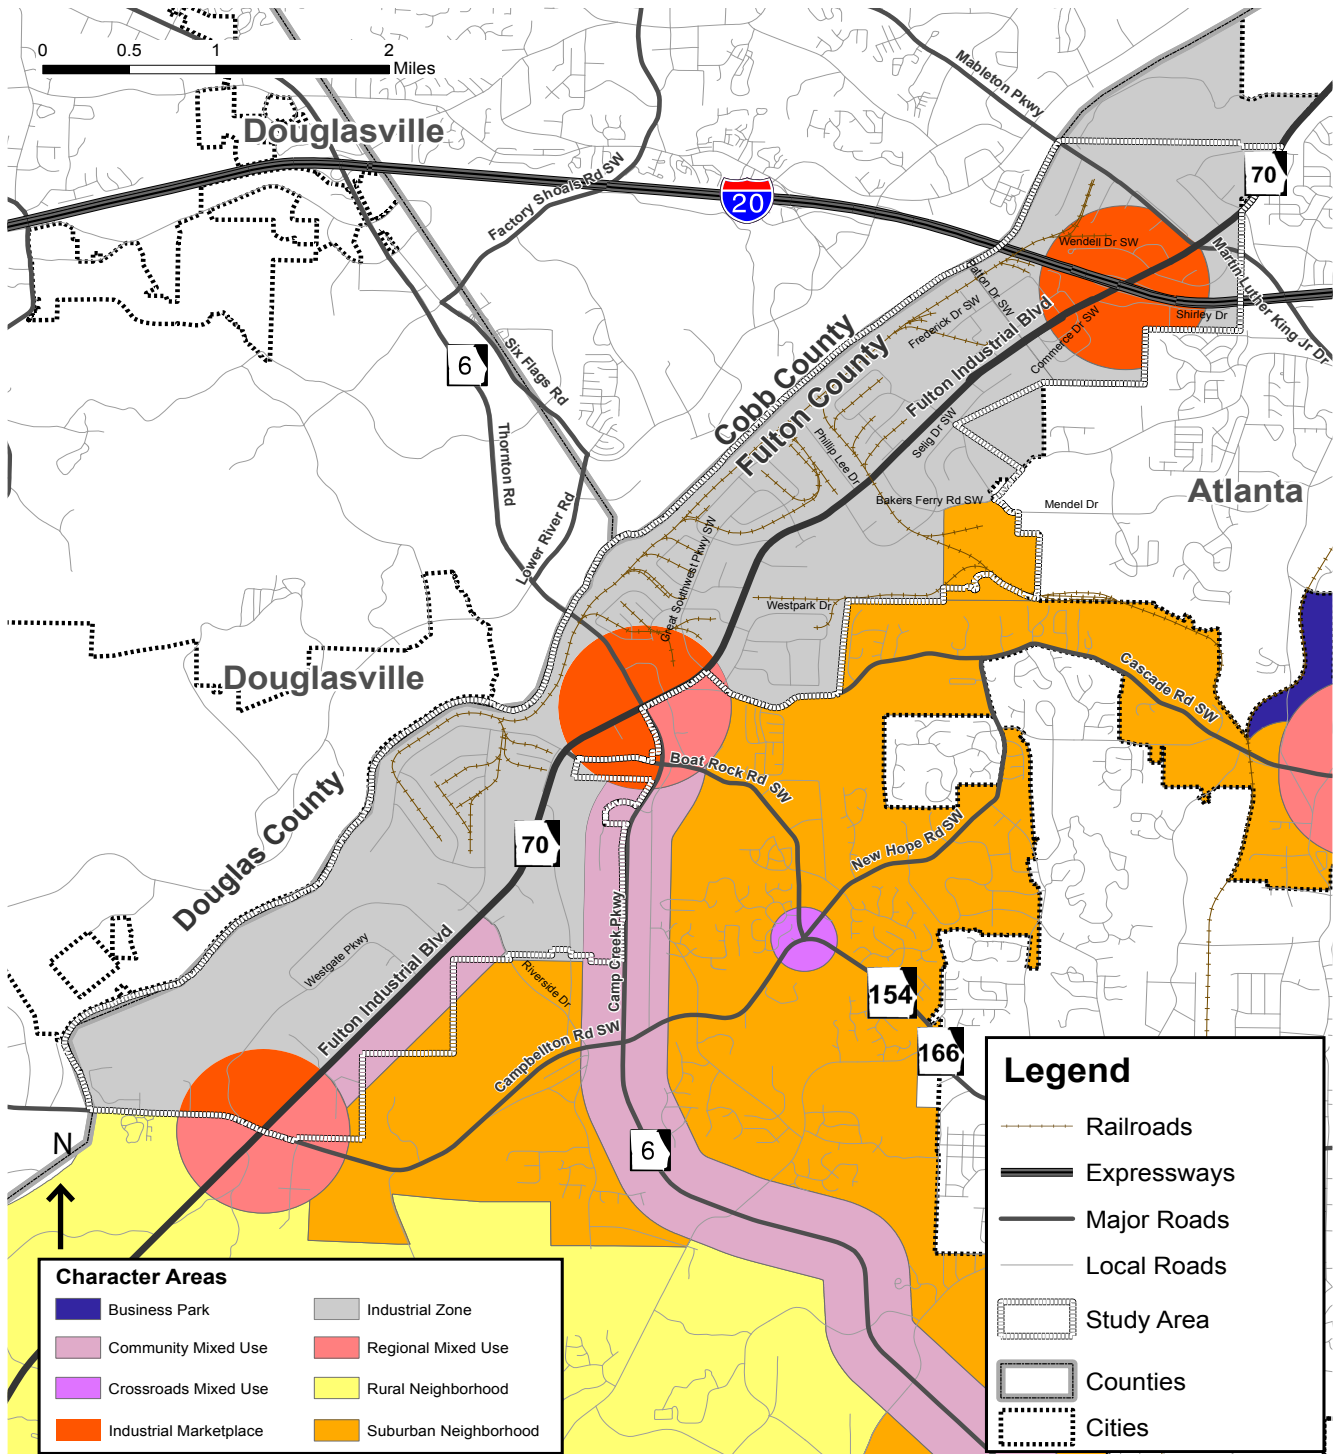 0 0.5 1 2
Miles
Mableton Pkwy
Douglasville
Factory Shoals Rd SW
20
70
Wendell Dr SW
Martin Luther King Jr Dr
Shirley Dr
Frederick Dr SW
Commerce Dr SW
Fulton Industrial Blvd
Cobb County
Fulton County
Six Flags Rd
6
Thornton Rd
Phillip Lee Dr
Selig Dr SW
Bakers Ferry Rd SW
Mendel Dr
Atlanta
Lower River Rd
Great Southwest Pkwy SW
Westpark Dr
Douglasville
Cascade Rd SW
Boat Rock Rd SW
Douglas County
70
New Hope Rd SW
Westgate Pkwy
Fulton Industrial Blvd
Riverside Dr
Camp Creek Pkwy
154
Campbellton Rd SW
166
6
N
Legend
Railroads
Expressways
Major Roads
Local Roads
Study Area
Counties
Cities
Character Areas
Business Park
Industrial Zone
Community Mixed Use
Regional Mixed Use
Crossroads Mixed Use
Rural Neighborhood
Industrial Marketplace
Suburban Neighborhood